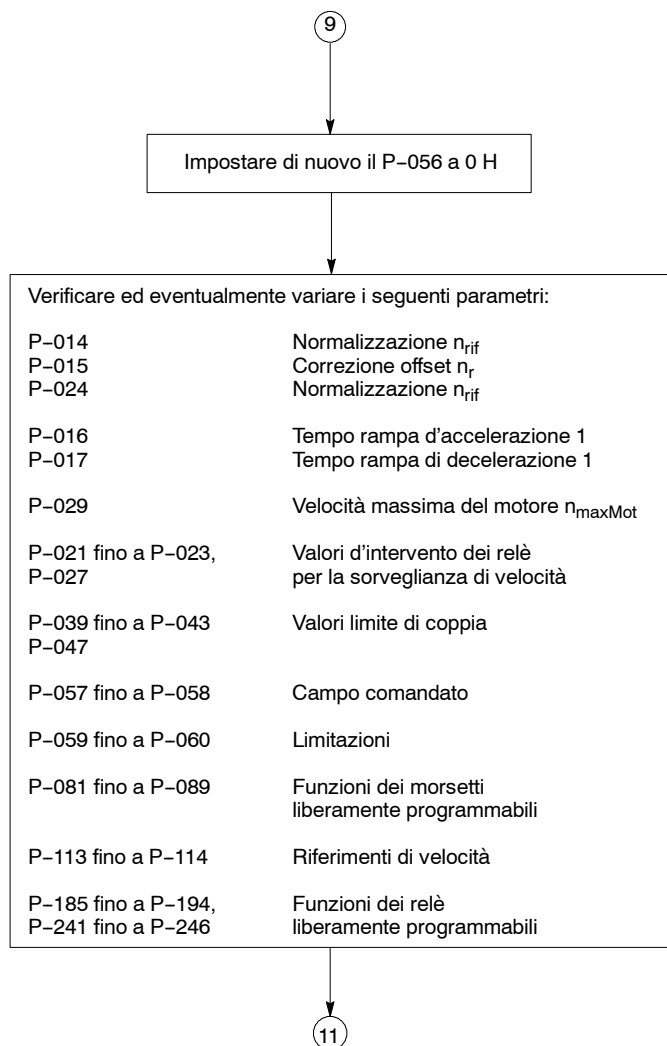 9
Impostare di nuovo il P–056 a 0 H
Verificare ed eventualmente variare i seguenti parametri:
P–014 Normalizzazione n_rif
P–015 Correzione offset n_r
P–024 Normalizzazione n_rif
P–016 Tempo rampa d'accelerazione 1
P–017 Tempo rampa di decelerazione 1
P–029 Velocità massima del motore n_maxMot
P–021 fino a P–023, Valori d'intervento dei relè
P–027 per la sorveglianza di velocità
P–039 fino a P–043 Valori limite di coppia
P–047
P–057 fino a P–058 Campo comandato
P–059 fino a P–060 Limitazioni
P–081 fino a P–089 Funzioni dei morsetti
liberamente programmabili
P–113 fino a P–114 Riferimenti di velocità
P–185 fino a P–194, Funzioni dei relè
P–241 fino a P–246 liberamente programmabili
11